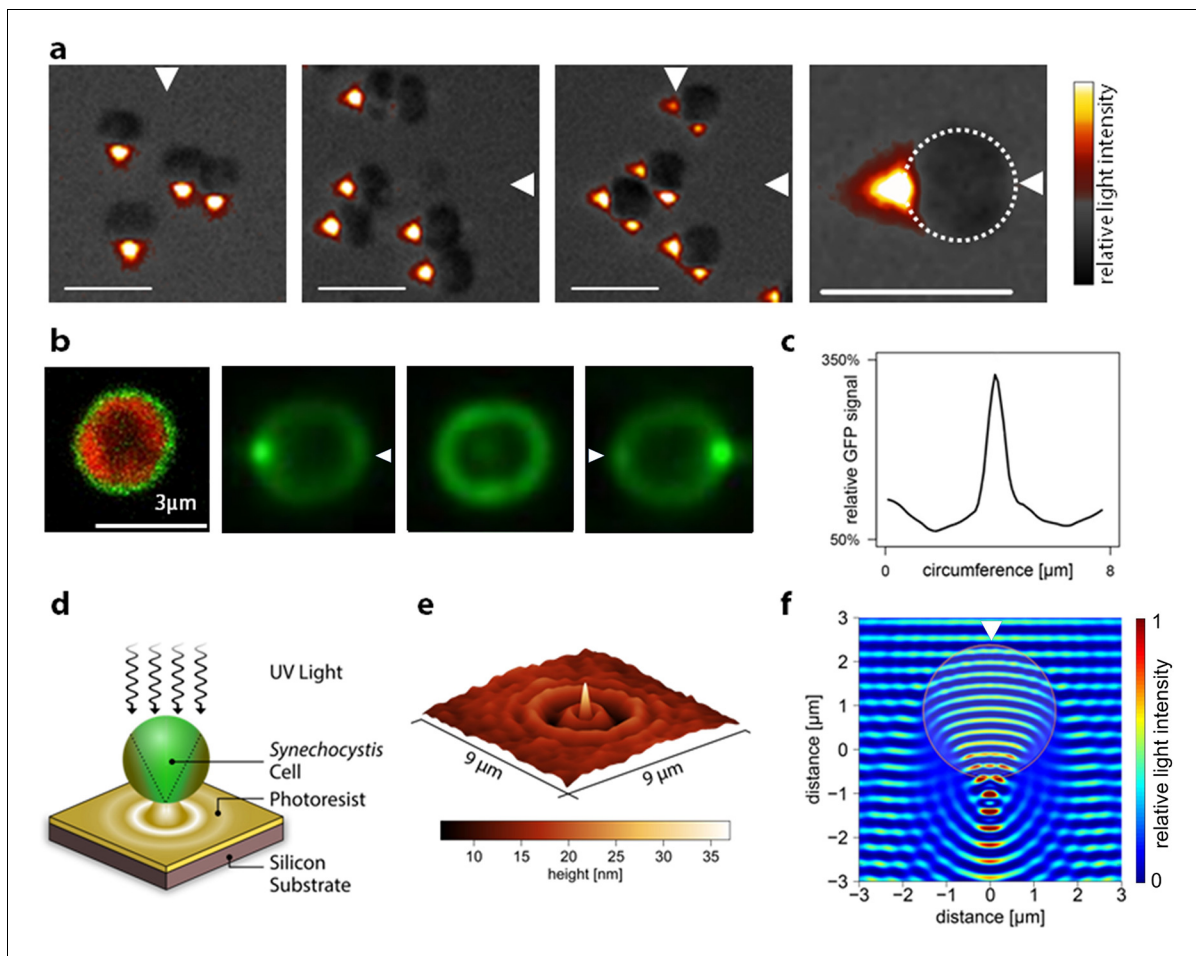 a
relative light intensity
b
3µm
c
350%
relative GFP signal
50%
0
circumference [µm]
8
d
UV Light
Synechocystis
Cell
Photoresist
Silicon
Substrate
e
9 µm
9 µm
10 15 20 25 30 35
height [nm]
f
3
2
1
0
−1
−2
−3
distance [µm]
−3 −2 −1 0 1 2 3
distance [µm]
1
relative light intensity
0